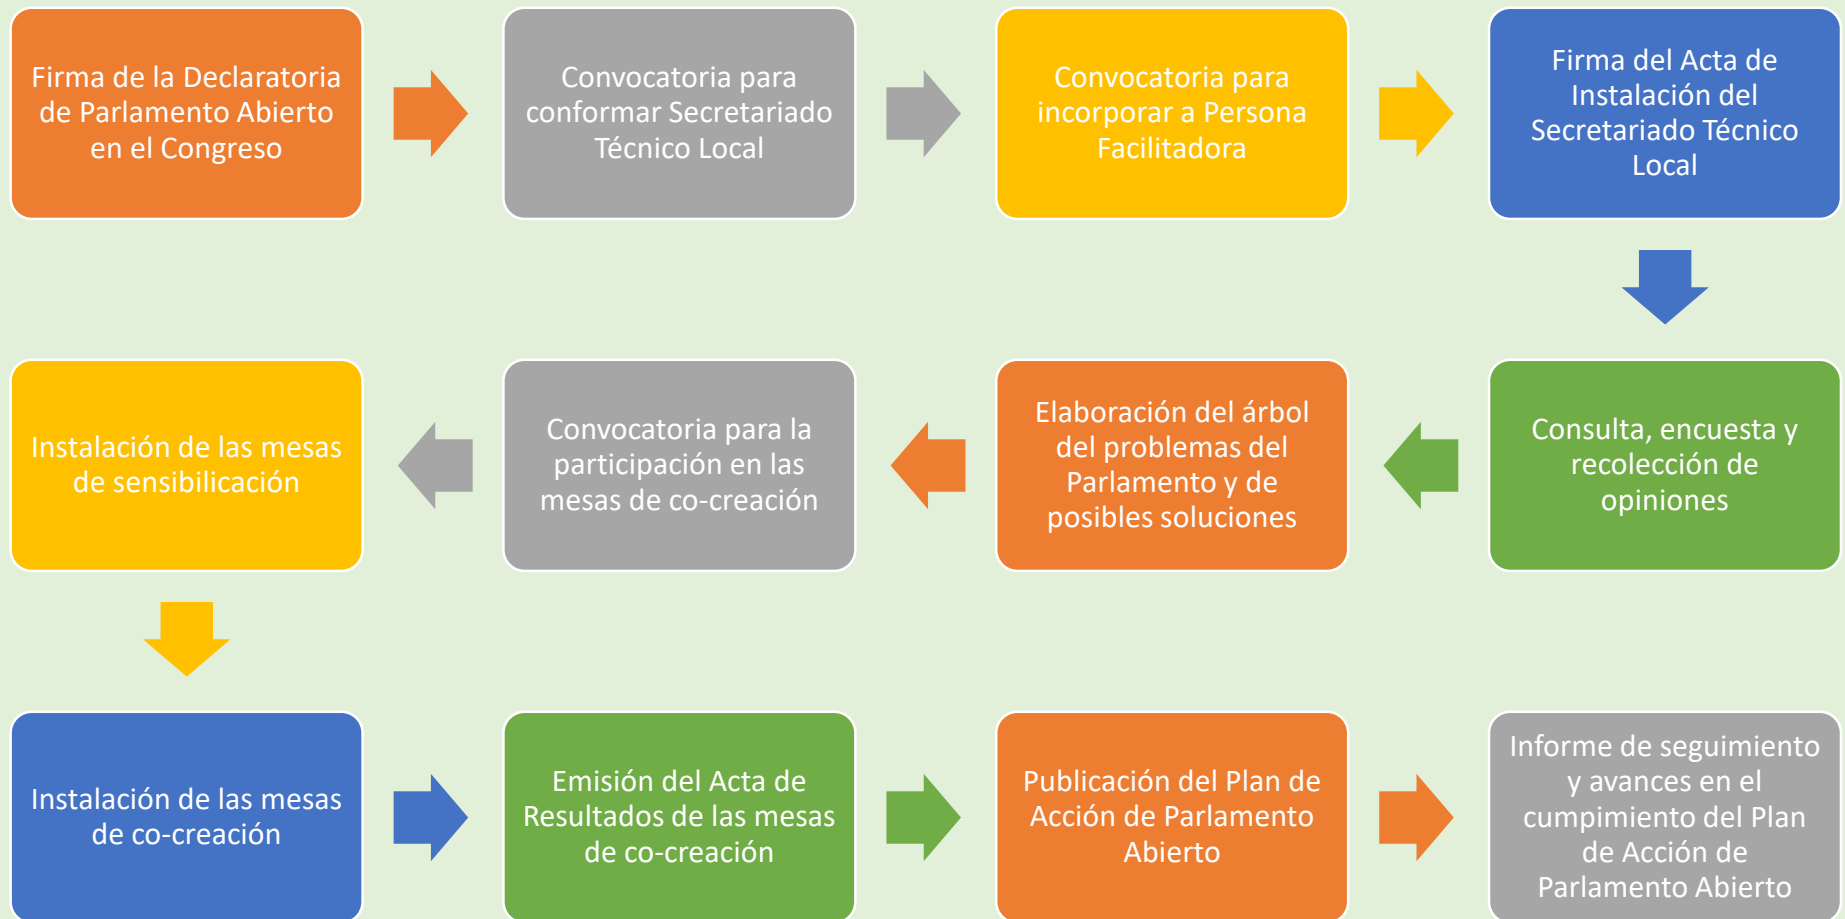 Firma de la Declaratoria
de Parlamento Abierto
en el Congreso
Convocatoria para
conformar Secretariado
Técnico Local
Convocatoria para
incorporar a Persona
Facilitadora
Firma del Acta de
Instalación del
Secretariado Técnico
Local
Consulta, encuesta y
recolección de
opiniones
Elaboración del árbol
del problemas del
Parlamento y de
posibles soluciones
Convocatoria para la
participación en las
mesas de co-creación
Instalación de las mesas
de sensibilicación
Instalación de las mesas
de co-creación
Emisión del Acta de
Resultados de las mesas
de co-creación
Publicación del Plan de
Acción de Parlamento
Abierto
Informe de seguimiento
y avances en el
cumpimiento del Plan
de Acción de
Parlamento Abierto